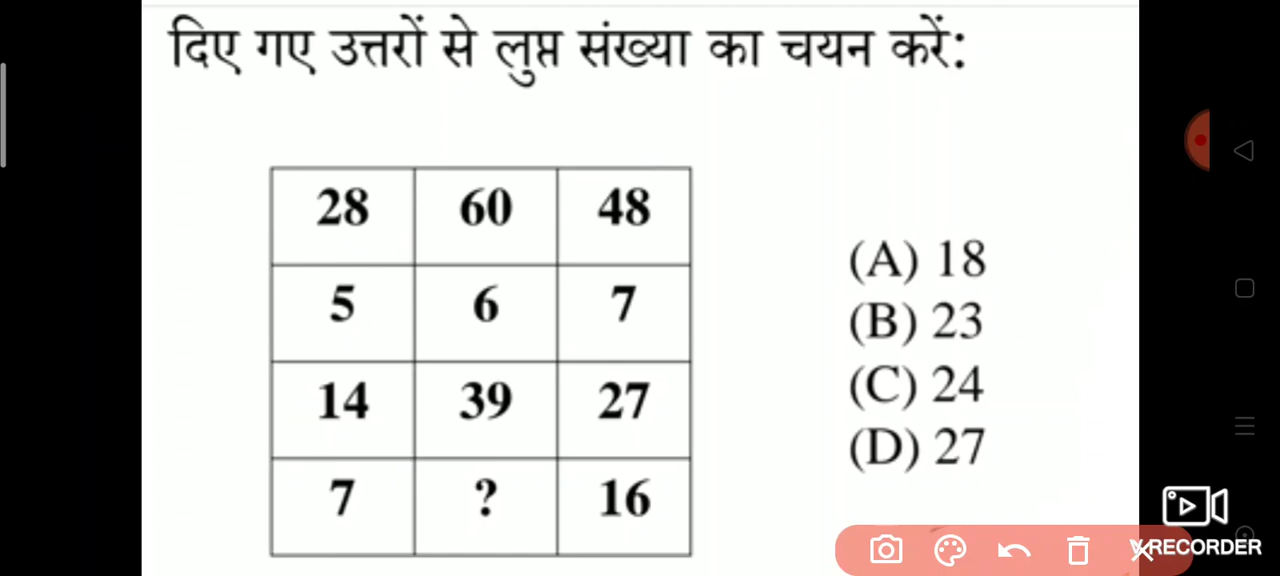 दिए गए उत्तरों से लुप्त संख्या का चयन करें:
28 60 48
5 6 7
14 39 27
7 ? 16
(A) 18
(B) 23
(C) 24
(D) 27
RECORDER